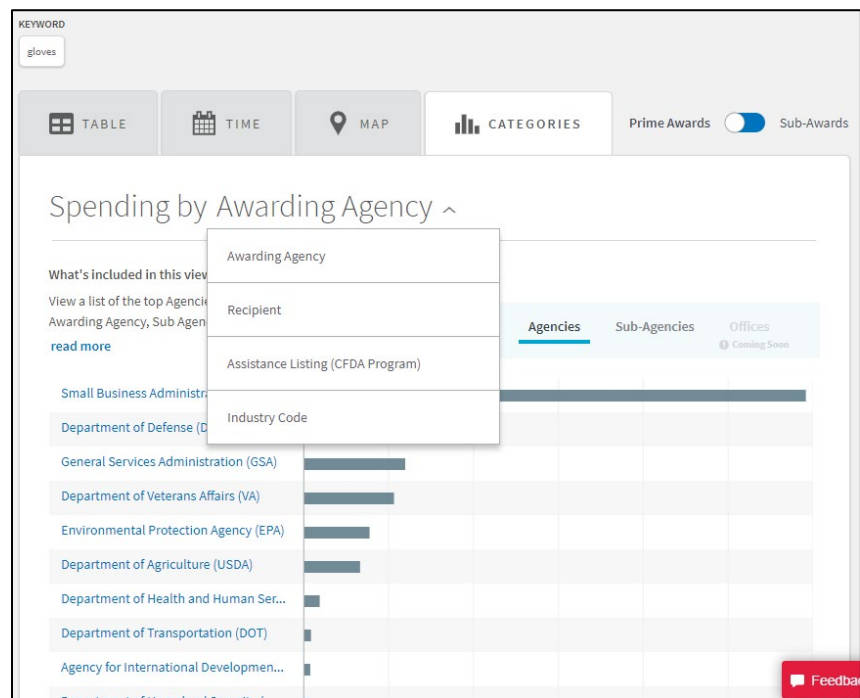 KEYWORD
gloves
TABLE
TIME
MAP
CATEGORIES
Prime Awards
Sub-Awards
Spending by Awarding Agency
Awarding Agency
Recipient
Assistance Listing (CFDA Program)
Industry Code
What's included in this view
View a list of the top Agencie
Awarding Agency, Sub Agen
read more
Agencies
Sub-Agencies
Offices
Coming Soon
Small Business Administra
Department of Defense (D
General Services Administration (GSA)
Department of Veterans Affairs (VA)
Environmental Protection Agency (EPA)
Department of Agriculture (USDA)
Department of Health and Human Ser...
Department of Transportation (DOT)
Agency for International Developmen...
Feedbac